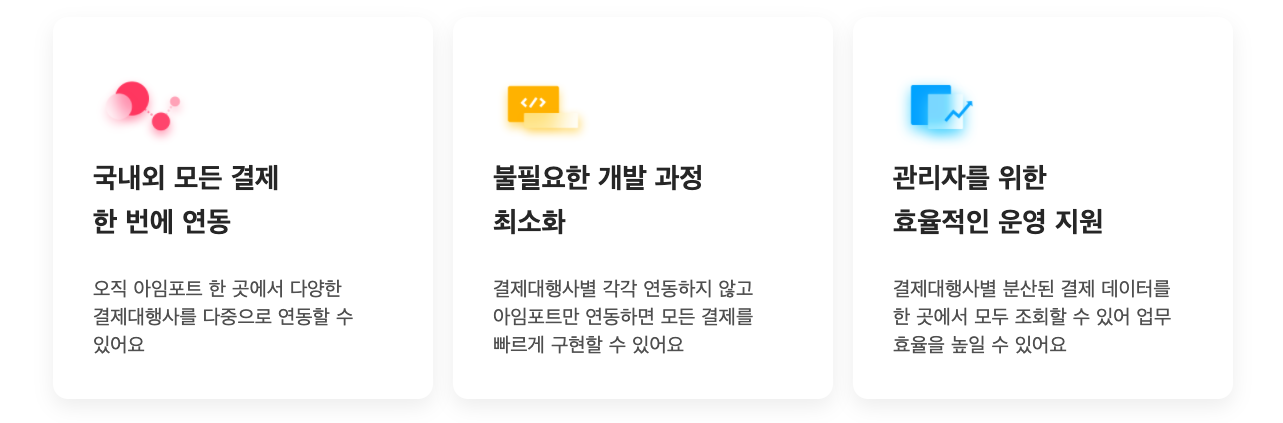 국내외 모든 결제
한 번에 연동
오직 아임포트 한 곳에서 다양한
결제대행사를 다중으로 연동할 수
있어요
</>
불필요한 개발 과정
최소화
결제대행사별 각각 연동하지 않고
아임포트만 연동하면 모든 결제를
빠르게 구현할 수 있어요
관리자를 위한
효율적인 운영 지원
결제대행사별 분산된 결제 데이터를
한 곳에서 모두 조회할 수 있어 업무
효율을 높일 수 있어요